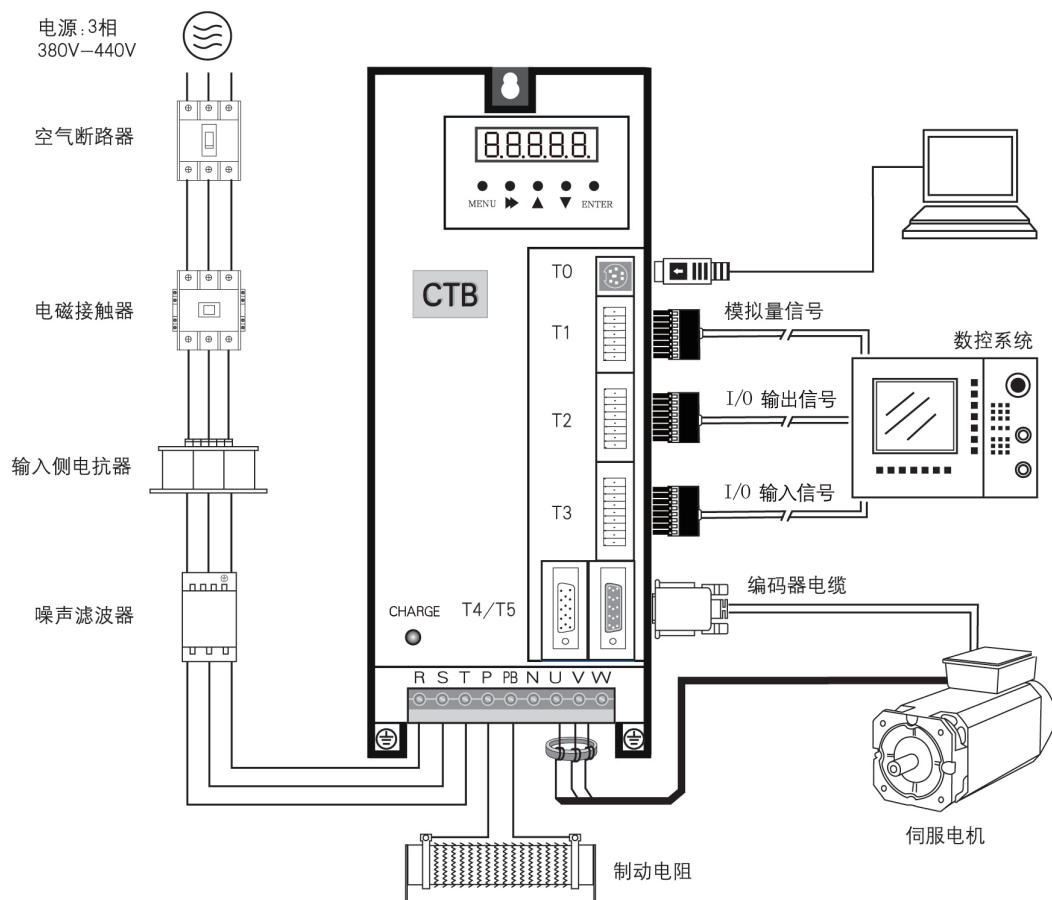 电源:3相
380V-440V
空气断路器
电磁接触器
输入侧电抗器
噪声滤波器
8.8.8.8.8.
MENU ENTER
CTB
T0
T1
T2
T3
CHARGE T4/T5
R S T P PB N U V W
模拟量信号
数控系统
I/O 输出信号
I/O 输入信号
编码器电缆
伺服电机
制动电阻